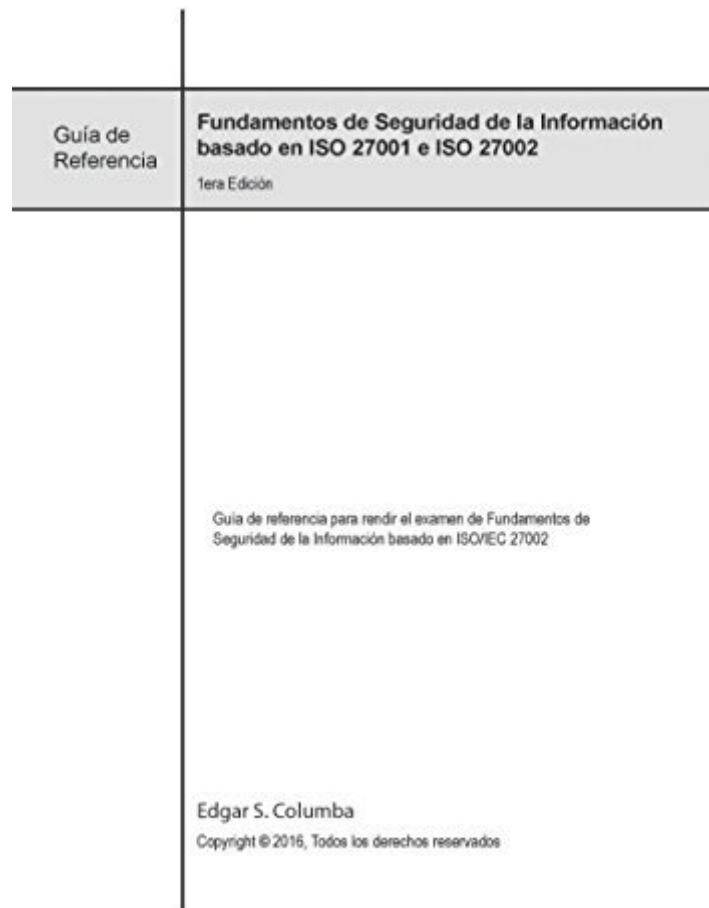 Guía de
Referencia
Fundamentos de Seguridad de la Información
basado en ISO 27001 e ISO 27002
1era Edición
Guía de referencia para rendir el examen de Fundamentos de
Seguridad de la Información basado en ISO/IEC 27002
Edgar S. Columba
Copyright © 2016, Todos los derechos reservados